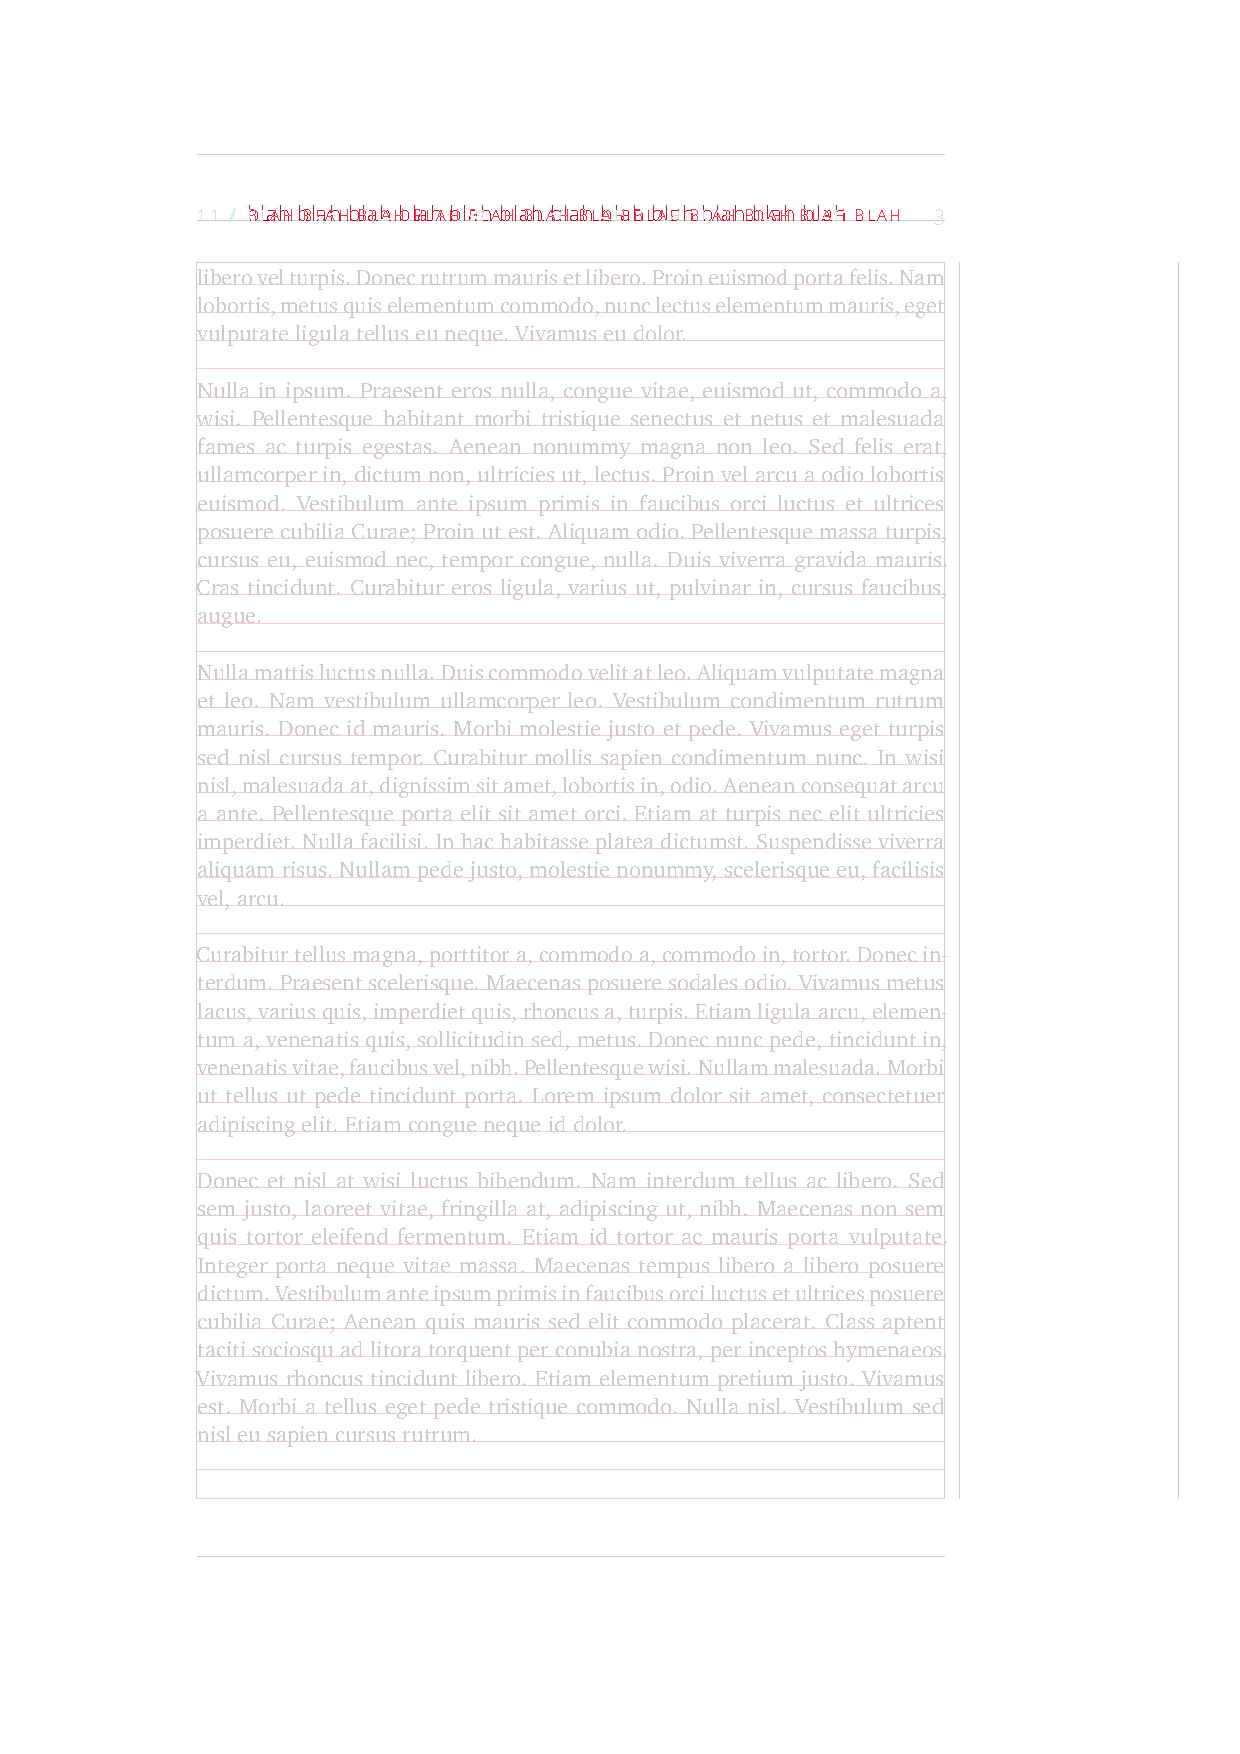 1.1 / BLAH BLAH BLAH BLAH BLAH BLAH BLAH BLAH BLAH BLAH BLAH BLAH 3
libero vel turpis. Donec rutrum mauris et libero. Proin euismod porta felis. Nam
lobortis, metus quis elementum commodo, nunc lectus elementum mauris, eget
vulputate ligula tellus eu neque. Vivamus eu dolor.
Nulla in ipsum. Praesent eros nulla, congue vitae, euismod ut, commodo a,
wisi. Pellentesque habitant morbi tristique senectus et netus et malesuada
fames ac turpis egestas. Aenean nonummy magna non leo. Sed felis erat,
ullamcorper in, dictum non, ultricies ut, lectus. Proin vel arcu a odio lobortis
euismod. Vestibulum ante ipsum primis in faucibus orci luctus et ultrices
posuere cubilia Curae; Proin ut est. Aliquam odio. Pellentesque massa turpis,
cursus eu, euismod nec, tempor congue, nulla. Duis viverra gravida mauris.
Cras tincidunt. Curabitur eros ligula, varius ut, pulvinar in, cursus faucibus,
augue.
Nulla mattis luctus nulla. Duis commodo velit at leo. Aliquam vulputate magna
et leo. Nam vestibulum ullamcorper leo. Vestibulum condimentum rutrum
mauris. Donec id mauris. Morbi molestie justo et pede. Vivamus eget turpis
sed nisl cursus tempor. Curabitur mollis sapien condimentum nunc. In wisi
nisl, malesuada at, dignissim sit amet, lobortis in, odio. Aenean consequat arcu
a ante. Pellentesque porta elit sit amet orci. Etiam at turpis nec elit ultricies
imperdiet. Nulla facilisi. In hac habitasse platea dictumst. Suspendisse viverra
aliquam risus. Nullam pede justo, molestie nonummy, scelerisque eu, facilisis
vel, arcu.
Curabitur tellus magna, porttitor a, commodo a, commodo in, tortor. Donec in-
terdum. Praesent scelerisque. Maecenas posuere sodales odio. Vivamus metus
lacus, varius quis, imperdiet quis, rhoncus a, turpis. Etiam ligula arcu, elemen-
tum a, venenatis quis, sollicitudin sed, metus. Donec nunc pede, tincidunt in,
venenatis vitae, faucibus vel, nibh. Pellentesque wisi. Nullam malesuada. Morbi
ut tellus ut pede tincidunt porta. Lorem ipsum dolor sit amet, consectetuer
adipiscing elit. Etiam congue neque id dolor.
Donec et nisl at wisi luctus bibendum. Nam interdum tellus ac libero. Sed
sem justo, laoreet vitae, fringilla at, adipiscing ut, nibh. Maecenas non sem
quis tortor eleifend fermentum. Etiam id tortor ac mauris porta vulputate.
Integer porta neque vitae massa. Maecenas tempus libero a libero posuere
dictum. Vestibulum ante ipsum primis in faucibus orci luctus et ultrices posuere
cubilia Curae; Aenean quis mauris sed elit commodo placerat. Class aptent
taciti sociosqu ad litora torquent per conubia nostra, per inceptos hymenaeos.
Vivamus rhoncus tincidunt libero. Etiam elementum pretium justo. Vivamus
est. Morbi a tellus eget pede tristique commodo. Nulla nisl. Vestibulum sed
nisl eu sapien cursus rutrum.